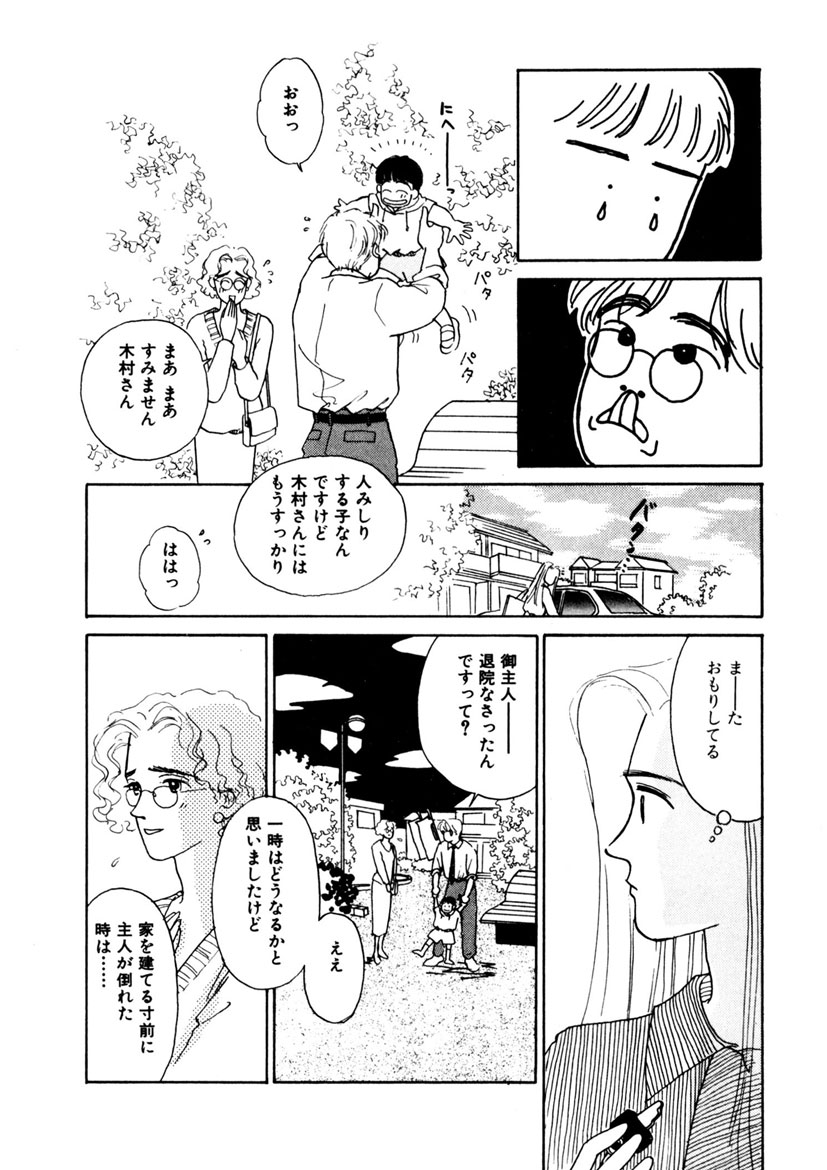 おおっ
にへーーっ
パタ
パタ
まあ まあ
すみません
木村さん
人みしり
する子なん
ですけど
木村さんには
もうすっかり
ははっ
バタン…
まーーた
おもりしてる
御主人――
退院なさったん
ですって？
ええ
一時はどうなるかと
思いましたけど
家を建てる寸前に
主人が倒れた
時は……